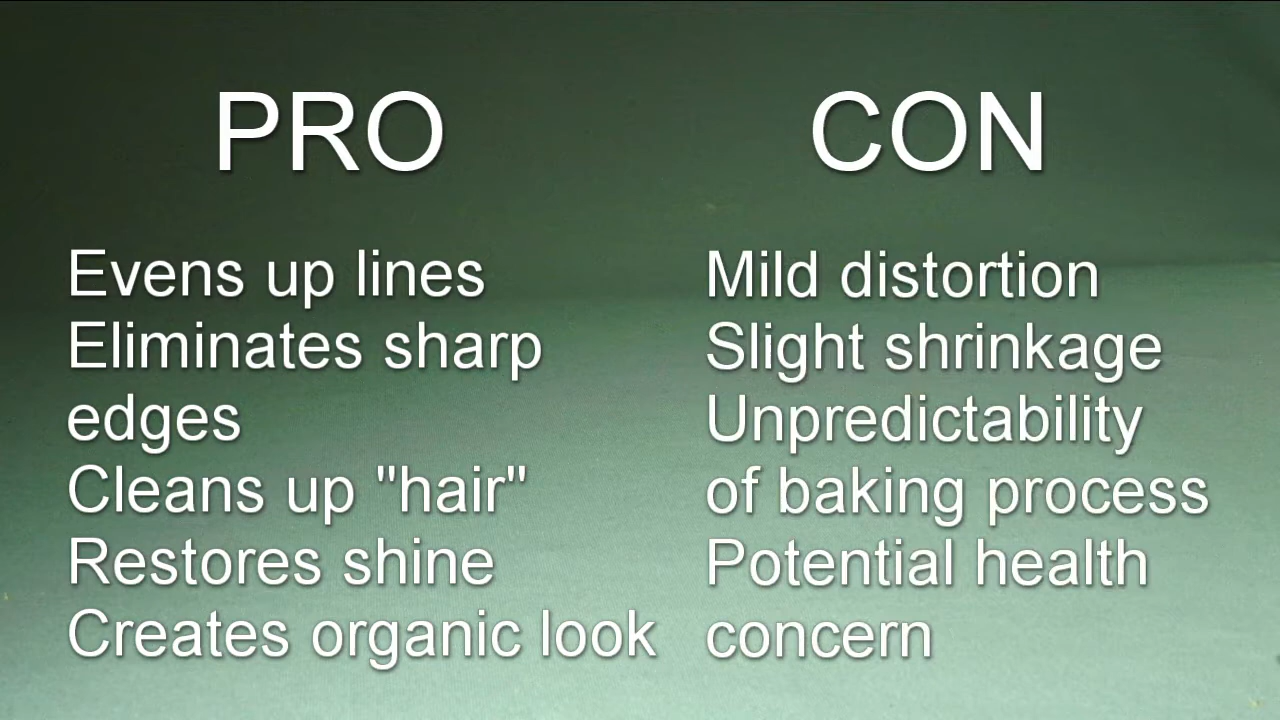 PRO
Evens up lines
Eliminates sharp
edges
Cleans up "hair"
Restores shine
Creates organic look
CON
Mild distortion
Slight shrinkage
Unpredictability
of baking process
Potential health
concern